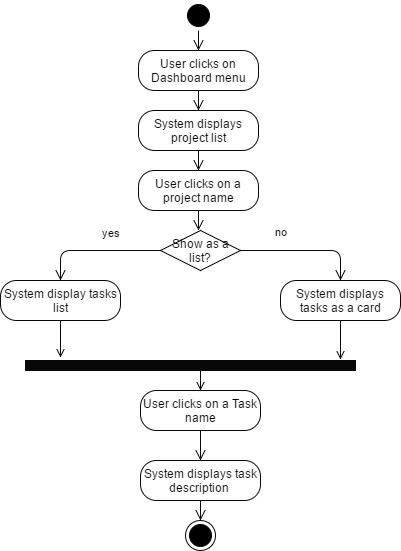 User clicks on
Dashboard menu
System displays
project list
User clicks on a
project name
yes
Show as a
list?
no
System display tasks
list
System displays
tasks as a card
User clicks on a Task
name
System displays task
description